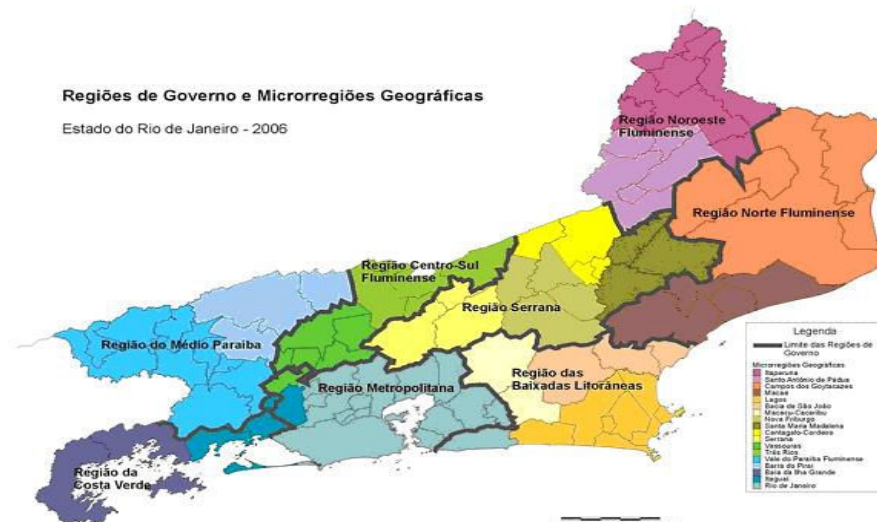 Regiões de Governo e Microrregiões Geográficas
Estado do Rio de Janeiro - 2006
Região Noroeste
Fluminense
Região Norte Fluminense
Região Centro-Sul
Fluminense
Região Serrana
Região do Médio Paraíba
Região das
Baixadas Litorâneas
Região Metropolitana
Região da
Costa Verde
Legenda
Limite das Regiões de
Governo
Microrregiões Geográficas
Itaperuna
Santo Antônio de Pádua
Campos dos Goytacazes
Macaé
Lagos
Bacia de São João
Macacu-Caceribu
Nova Friburgo
Santa Maria Madalena
Cantagalo-Cordeiro
Serrana
Vassouras
Três Rios
Vale do Paraíba Fluminense
Barra do Piraí
Baía da Ilha Grande
Itaguaí
Rio de Janeiro